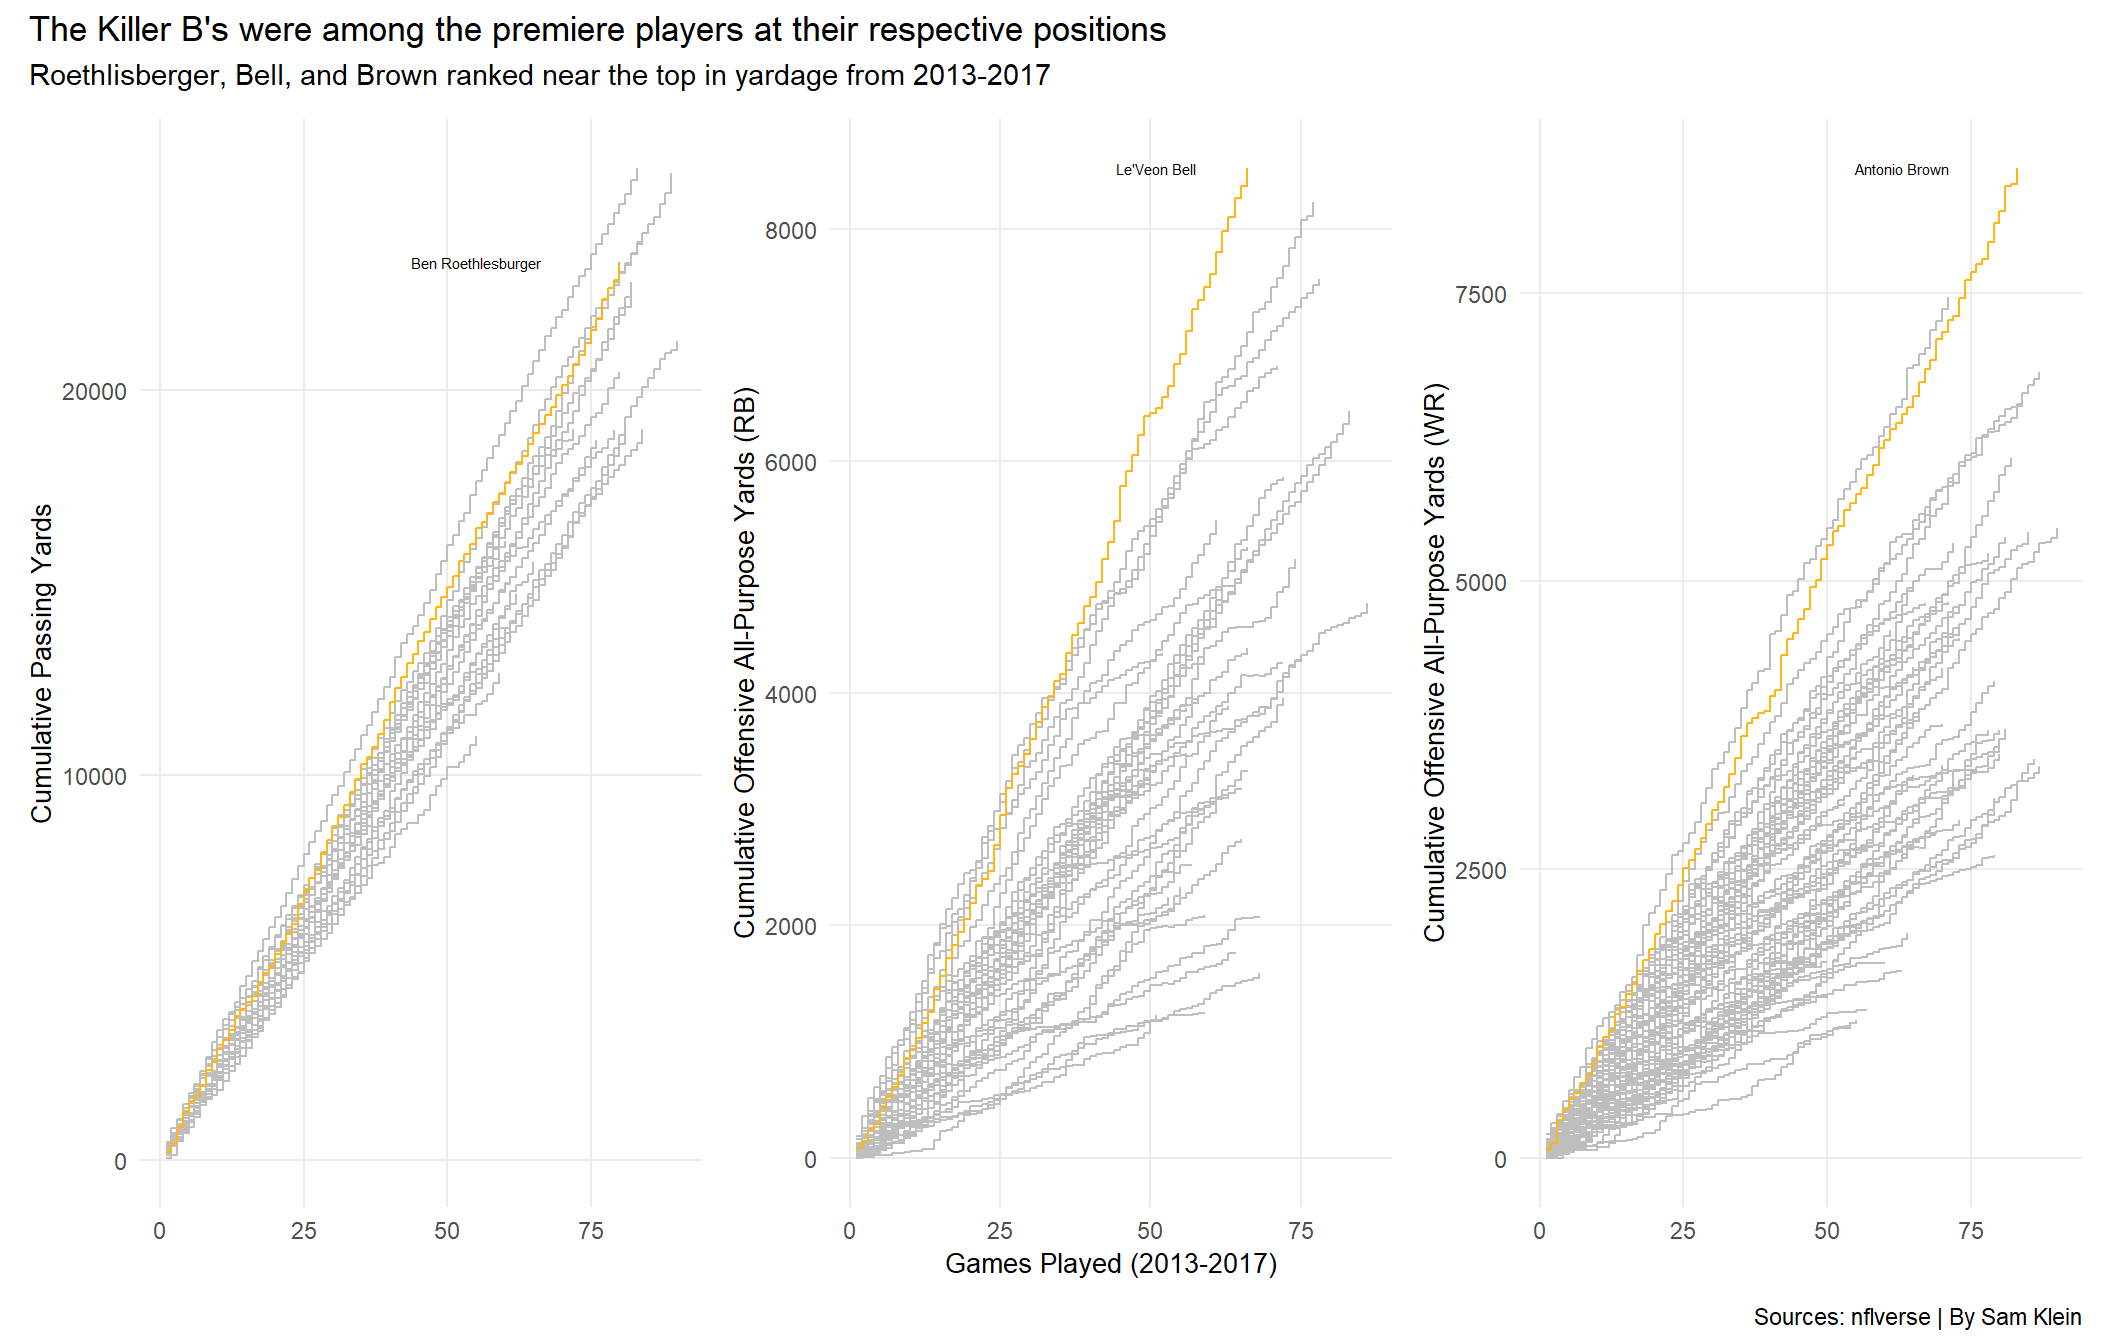 The Killer B's were among the premiere players at their respective positions
Roethlisberger, Bell, and Brown ranked near the top in yardage from 2013-2017
Cumulative Passing Yards
20000
10000
0
Ben Roethlesburger
0 25 50 75
Cumulative Offensive All-Purpose Yards (RB)
8000
6000
4000
2000
0
Le'Veon Bell
0 25 50 75
Games Played (2013-2017)
Cumulative Offensive All-Purpose Yards (WR)
7500
5000
2500
0
Antonio Brown
0 25 50 75
Sources: nflverse | By Sam Klein